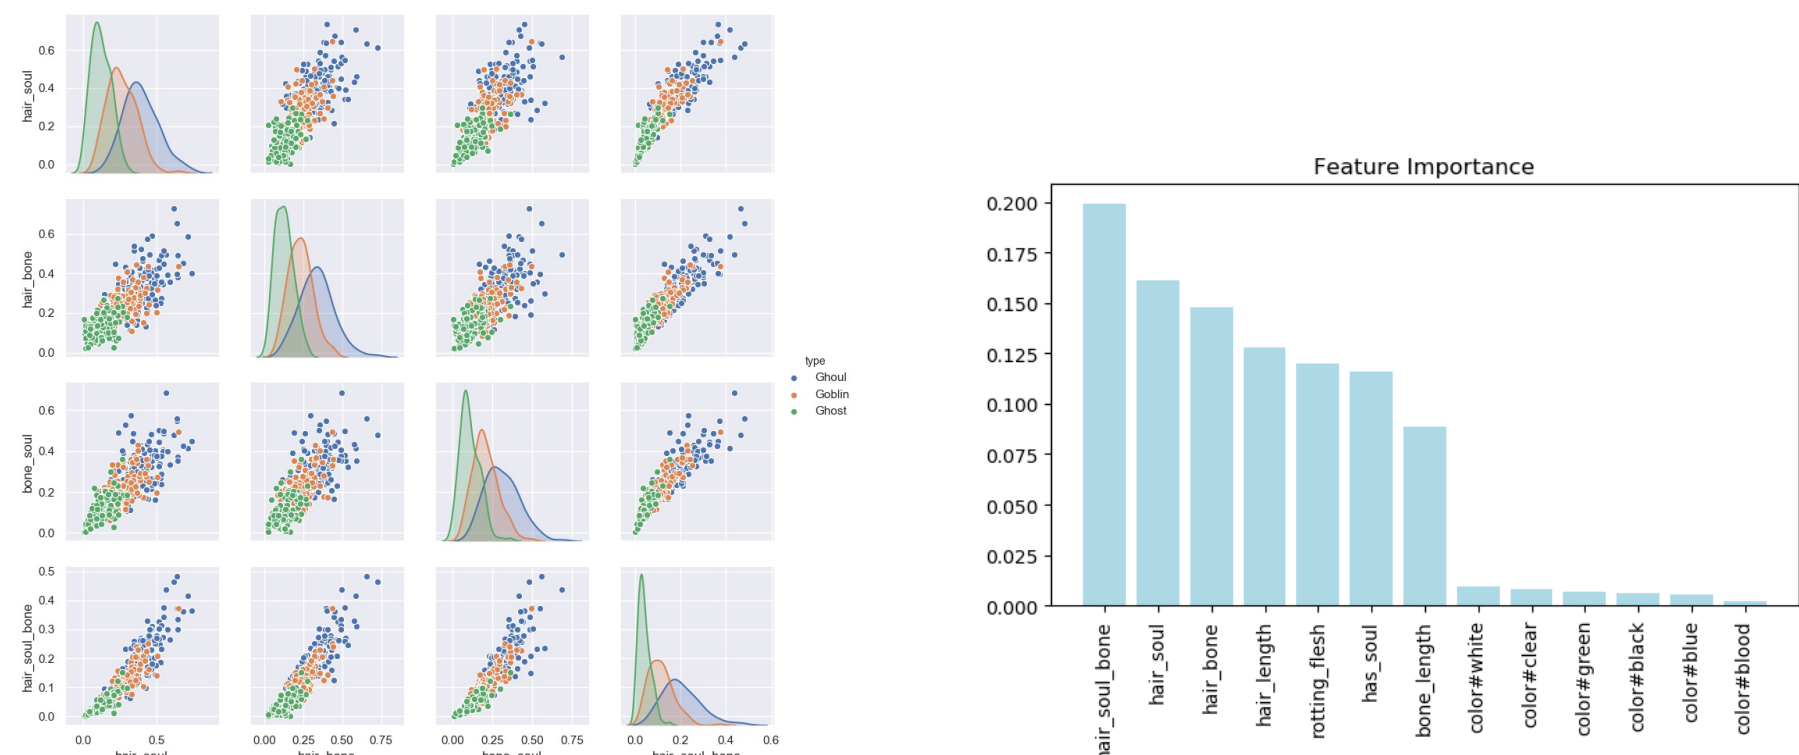 hair_soul
0.6
0.4
0.2
0.0
hair_bone
0.6
0.4
0.2
0.0
bone_soul
0.6
0.4
0.2
0.0
hair_soul_bone
0.5
0.4
0.3
0.2
0.1
0.0
0.0 0.5
0.00 0.25 0.50 0.75
0.00 0.25 0.50 0.75
0.0 0.2 0.4 0.6
hair_soul
hair_bone
bone_soul
hair_soul_bone
type
Ghoul
Goblin
Ghost
Feature Importance
0.200
0.175
0.150
0.125
0.100
0.075
0.050
0.025
0.000
hair_soul_bone
hair_soul
hair_bone
hair_length
rotting_flesh
has_soul
bone_length
color#white
color#clear
color#green
color#black
color#blue
color#blood